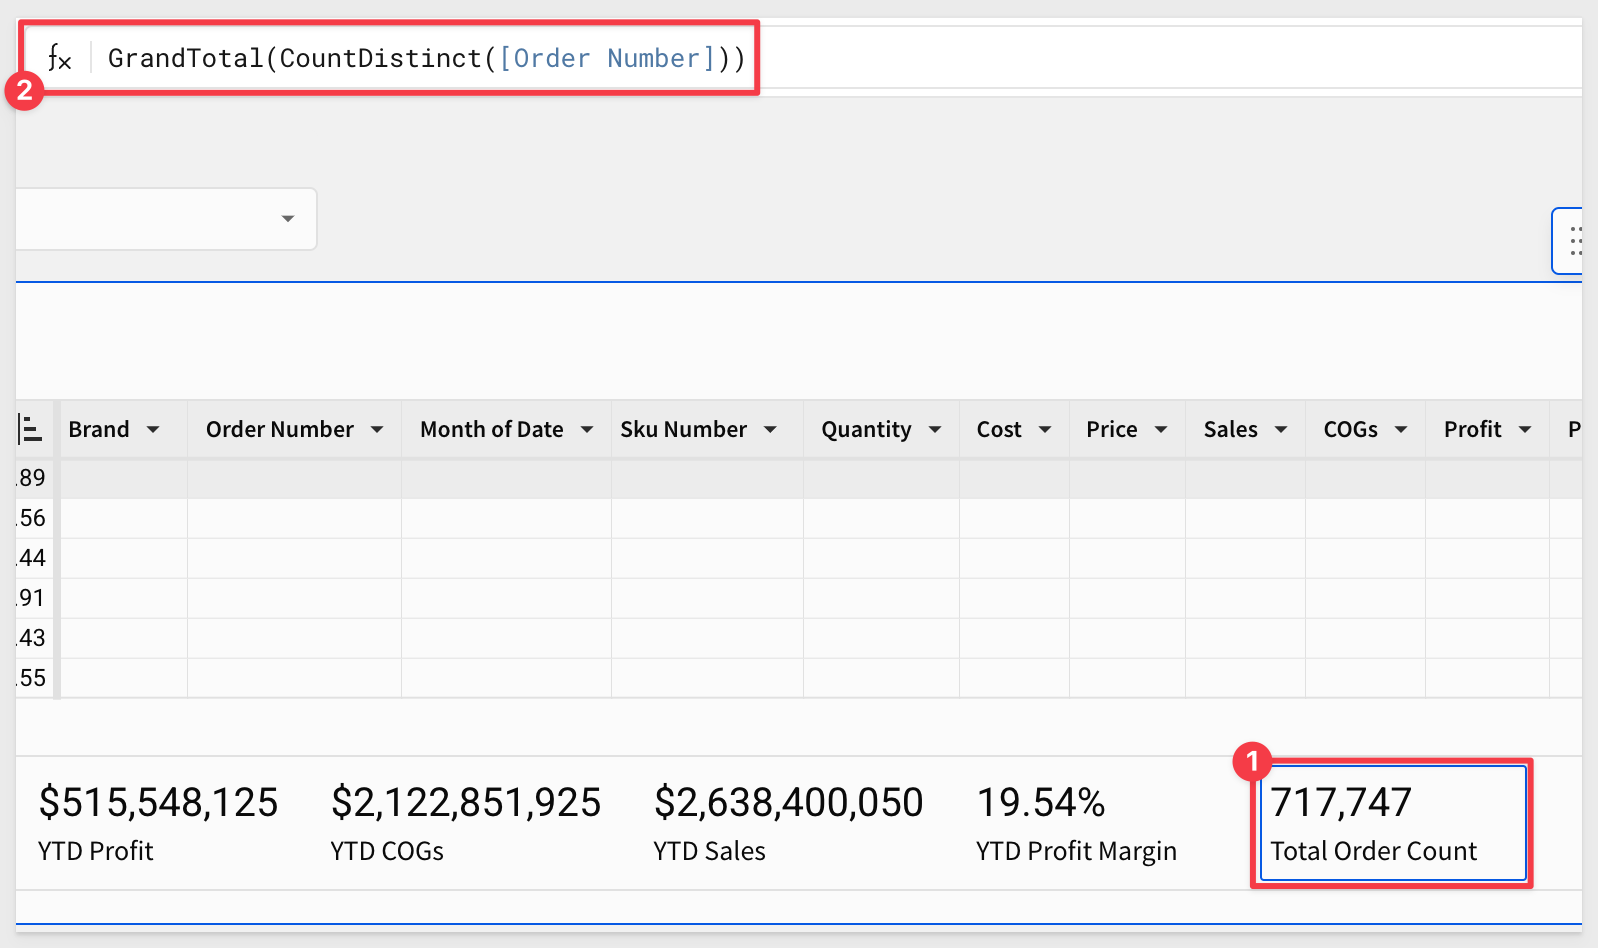 fx GrandTotal(CountDistinct([Order Number]))
2
Brand Order Number Month of Date Sku Number Quantity Cost Price Sales COGs Profit P
.89
.56
.44
.91
.43
.55
1
$515,548,125 $2,122,851,925 $2,638,400,050 19.54% 717,747
YTD Profit YTD COGs YTD Sales YTD Profit Margin Total Order Count